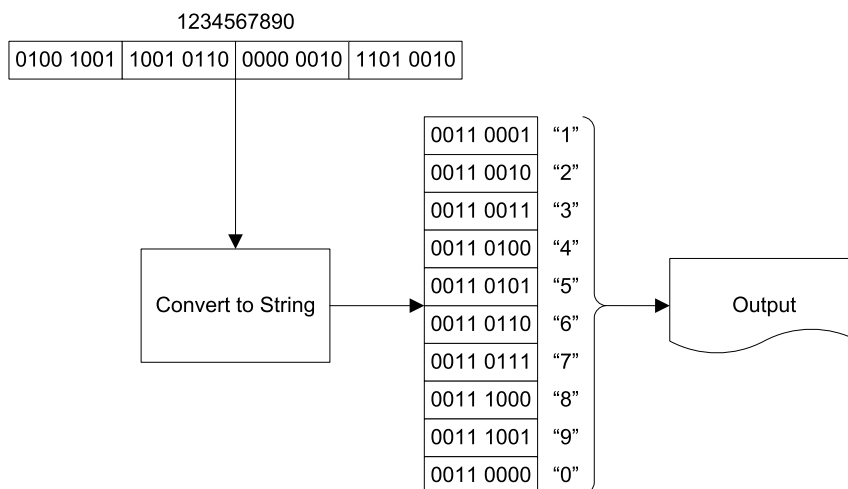 1234567890
0100 1001 1001 0110 0000 0010 1101 0010
0011 0001 “1”
0011 0010 “2”
0011 0011 “3”
0011 0100 “4”
0011 0101 “5”
0011 0110 “6”
0011 0111 “7”
0011 1000 “8”
0011 1001 “9”
0011 0000 “0”
Convert to String
Output